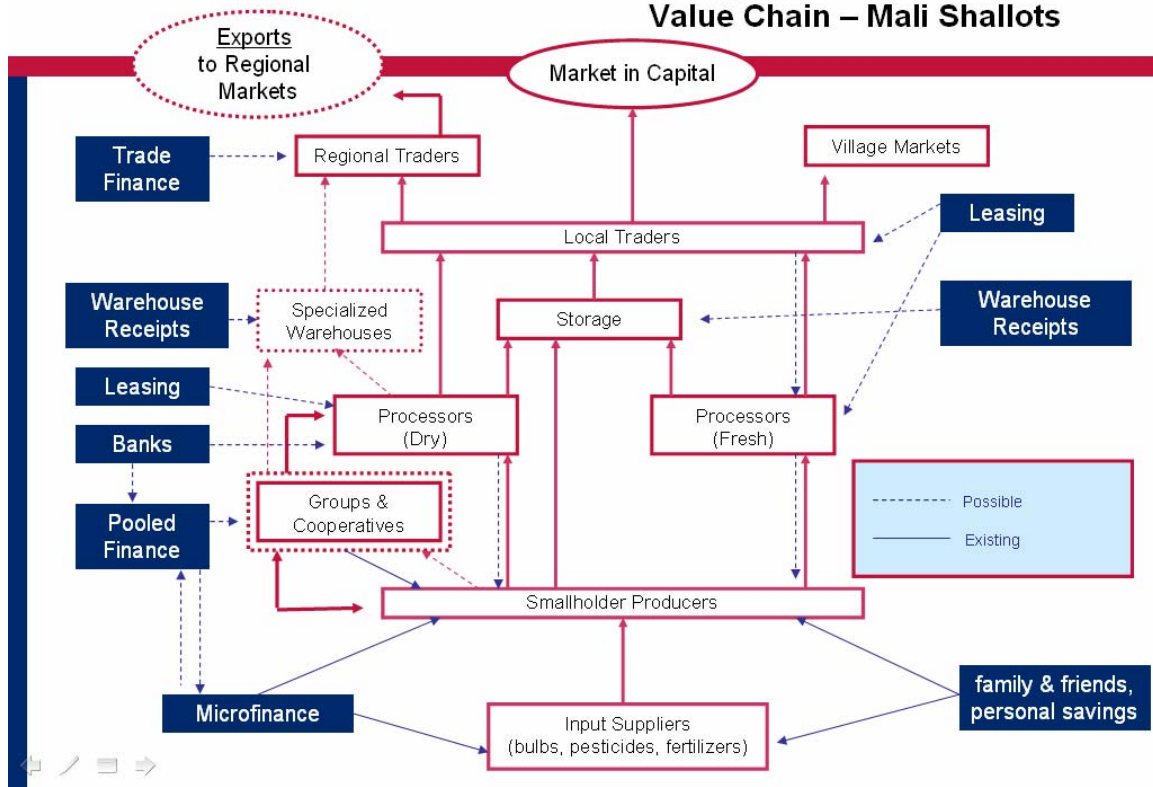 Value Chain – Mali Shallots
Exports
to Regional
Markets
Market in Capital
Trade
Finance
Regional Traders
Village Markets
Leasing
Local Traders
Warehouse
Receipts
Specialized
Warehouses
Storage
Warehouse
Receipts
Leasing
Processors
(Dry)
Processors
(Fresh)
Banks
Groups &
Cooperatives
Pooled
Finance
Possible
Existing
Smallholder Producers
Microfinance
Input Suppliers
(bulbs, pesticides, fertilizers)
family & friends,
personal savings